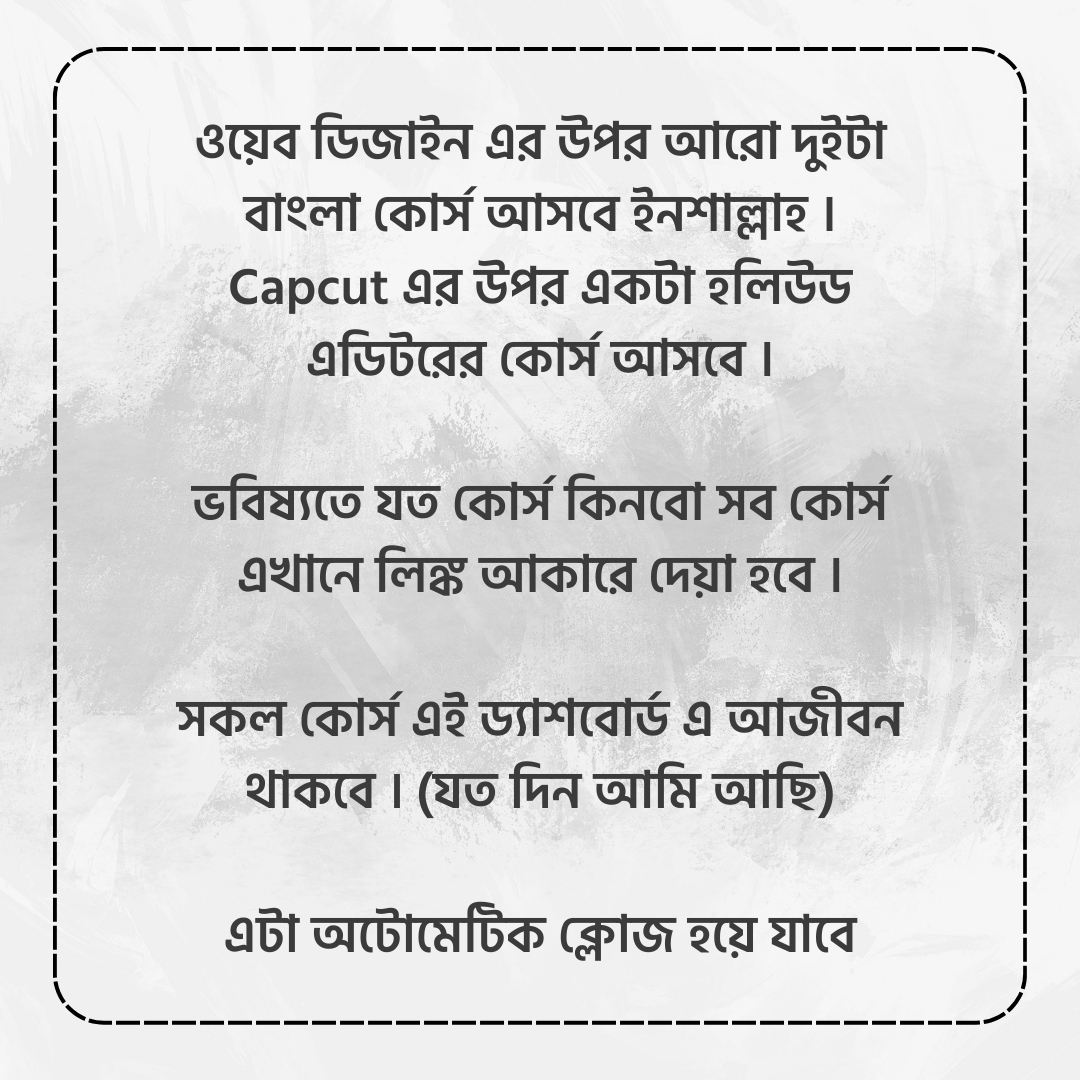 ওয়েব ডিজাইন এর উপর আরো দুইটা
বাংলা কোর্স আসবে ইনশাল্লাহ ।
Capcut এর উপর একটা হলিউড
এডিটরের কোর্স আসবে ।
ভবিষ্যতে যত কোর্স কিনবো সব কোর্স
এখানে লিঙ্ক আকারে দেয়া হবে ।
সকল কোর্স এই ড্যাশবোর্ড এ আজীবন
থাকবে । (যত দিন আমি আছি)
এটা অটোমেটিক ক্লোজ হয়ে যাবে